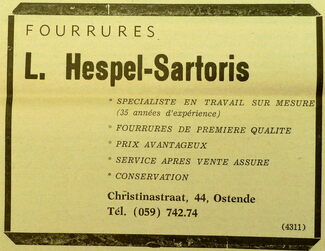 FOURRURES
L. Hespel-Sartoris
* SPECIALISTE EN TRAVAIL SUR MESURE
(35 années d'expérience)
* FOURRURES DE PREMIERE QUALITE
* PRIX AVANTAGEUX
* SERVICE APRES VENTE ASSURE
* CONSERVATION
Christinastraat, 44, Ostende
Tél. (059) 742.74
(4311)